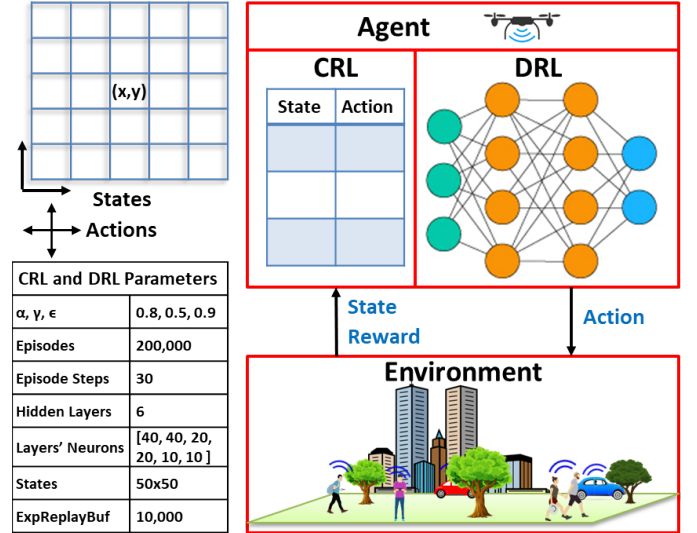 (x,y)
States
Actions
CRL and DRL Parameters
α, γ, ϵ 0.8, 0.5, 0.9
Episodes 200,000
Episode Steps 30
Hidden Layers 6
Layers' Neurons [40, 40, 20,
20, 10, 10 ]
States 50x50
ExpReplayBuf 10,000
Agent
CRL
DRL
State Action
State
Reward
Action
Environment